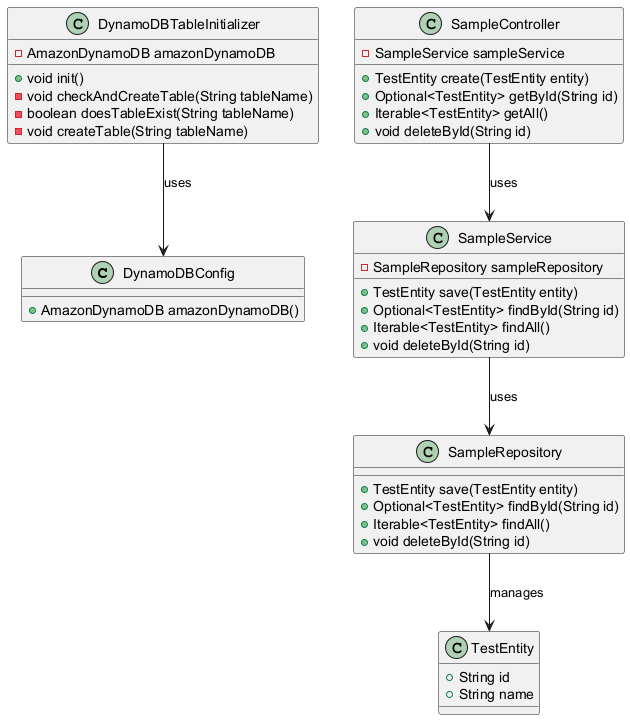 C DynamoDBTableInitializer
AmazonDynamoDB amazonDynamoDB
void init()
void checkAndCreateTable(String tableName)
boolean doesTableExist(String tableName)
void createTable(String tableName)
C SampleController
SampleService sampleService
TestEntity create(TestEntity entity)
Optional<TestEntity> getById(String id)
Iterable<TestEntity> getAll()
void deleteById(String id)
uses
uses
C DynamoDBConfig
AmazonDynamoDB amazonDynamoDB()
C SampleService
SampleRepository sampleRepository
TestEntity save(TestEntity entity)
Optional<TestEntity> findById(String id)
Iterable<TestEntity> findAll()
void deleteById(String id)
uses
C SampleRepository
TestEntity save(TestEntity entity)
Optional<TestEntity> findById(String id)
Iterable<TestEntity> findAll()
void deleteById(String id)
manages
C TestEntity
String id
String name